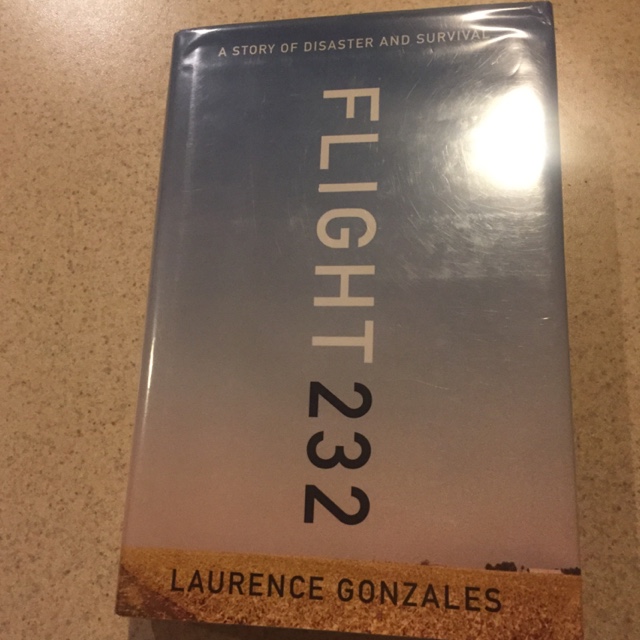 A STORY OF DISASTER AND SURVIVAL
FLIGHT 232
LAURENCE GONZALES